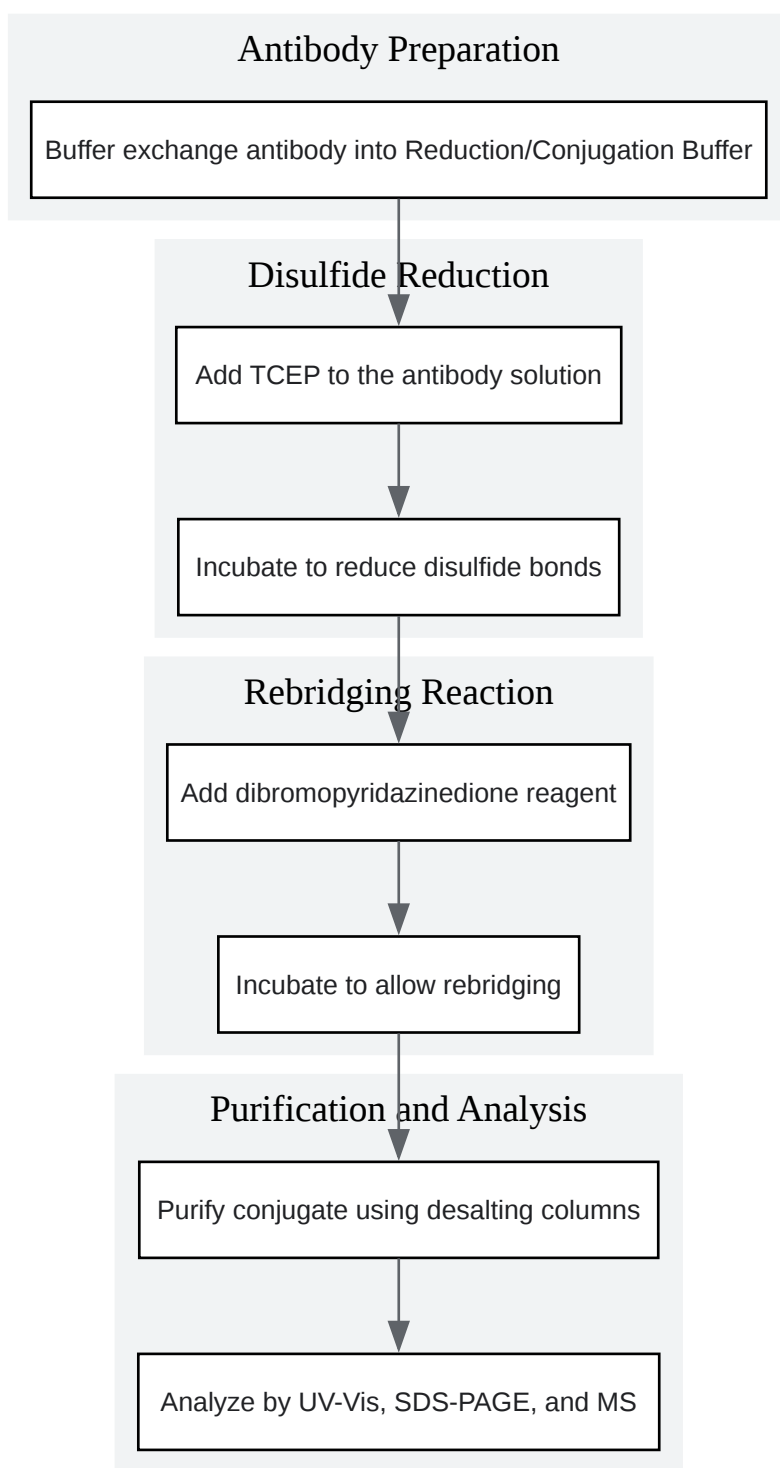 Antibody Preparation
Buffer exchange antibody into Reduction/Conjugation Buffer
Disulfide Reduction
Add TCEP to the antibody solution
Incubate to reduce disulfide bonds
Rebridging Reaction
Add dibromopyridazinedione reagent
Incubate to allow rebridging
Purification and Analysis
Purify conjugate using desalting columns
Analyze by UV-Vis, SDS-PAGE, and MS